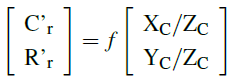 [ C'r ] = f [ XC/ZC ]
[ R'r ]     [ YC/ZC ]